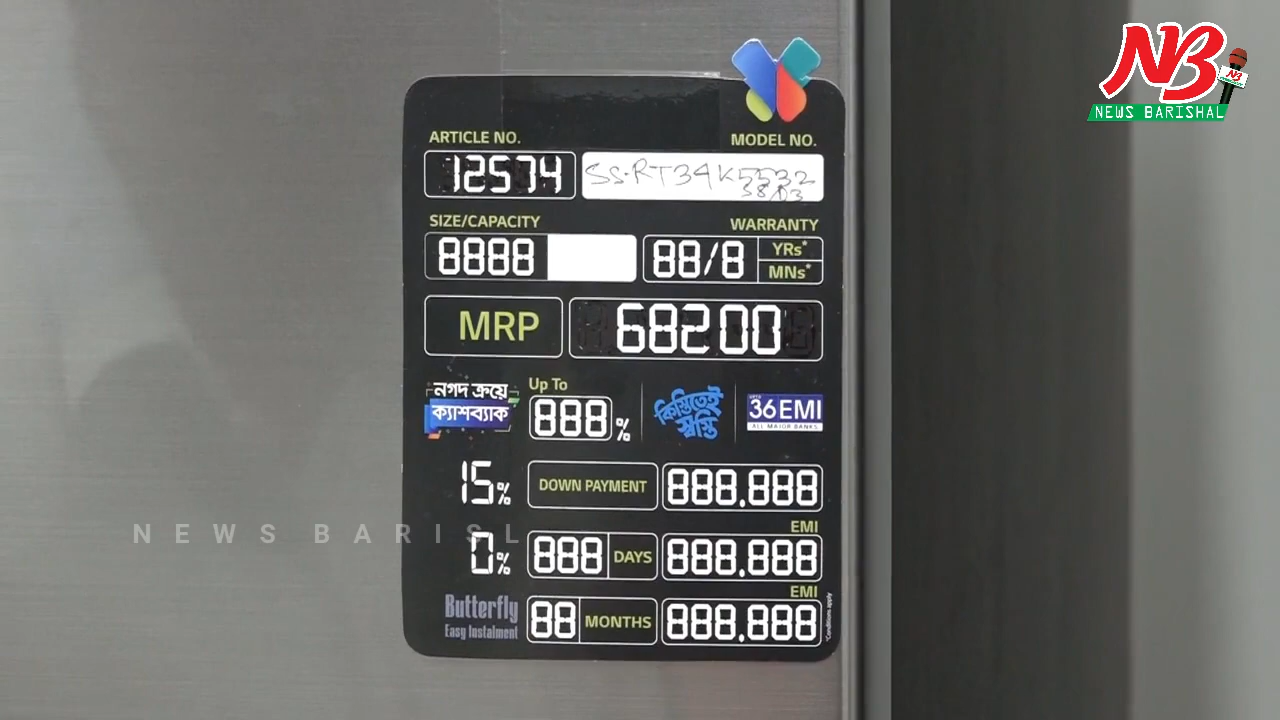 NB
NEWS BARISHAL
ARTICLE NO. MODEL NO.
12574 SS-RT34K5532
38/D3
SIZE/CAPACITY WARRANTY
8888 88/8 YRs*
MNs*
MRP 68200
নগদ ক্রয়ে
ক্যাশব্যাক
Up To
888%
কিস্তিতেই
স্বস্তি
36 EMI
ALL MAJOR BANKS
15% DOWN PAYMENT 888.888
EMI
0% 888 DAYS 888.888
EMI
Butterfly
Easy Instalment
88 MONTHS 888.888
*Conditions apply
NEWS BARISL